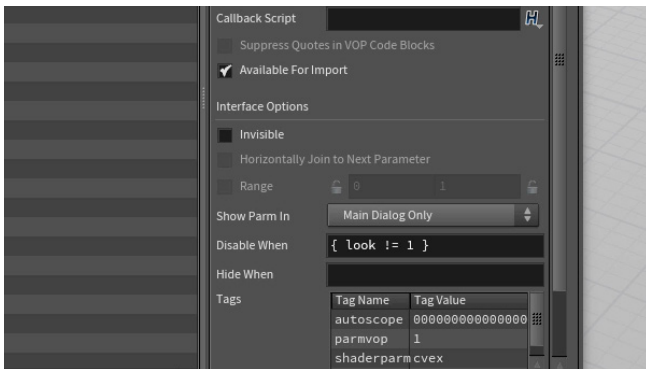 Callback Script
Suppress Quotes in VOP Code Blocks
Available For Import
Interface Options
Invisible
Horizontally Join to Next Parameter
Range 0 1
Show Parm In Main Dialog Only
Disable When { look != 1 }
Hide When
Tags Tag Name Tag Value
autoscope 000000000000000
parmvop 1
shaderparmcvex